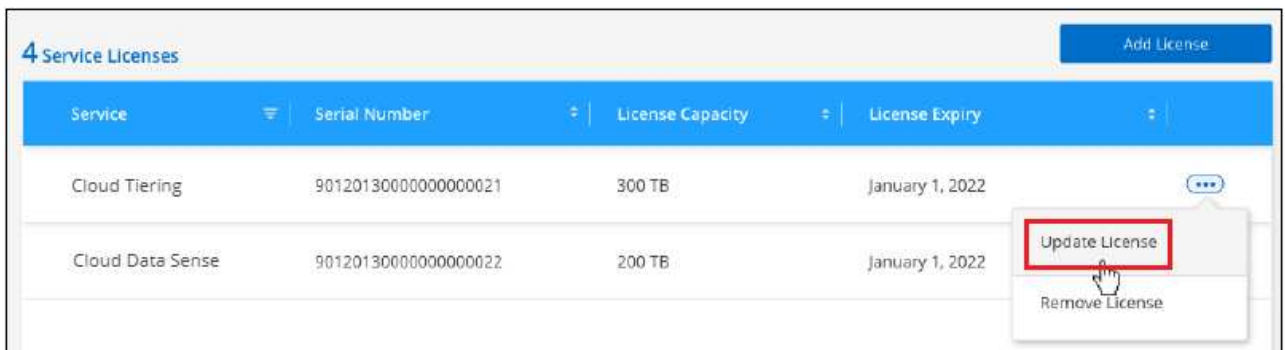 4 Service Licenses
Add License
Service Serial Number License Capacity License Expiry
Cloud Tiering 90120130000000000021 300 TB January 1, 2022
Update License
Cloud Data Sense 90120130000000000022 200 TB January 1, 2022
Remove License